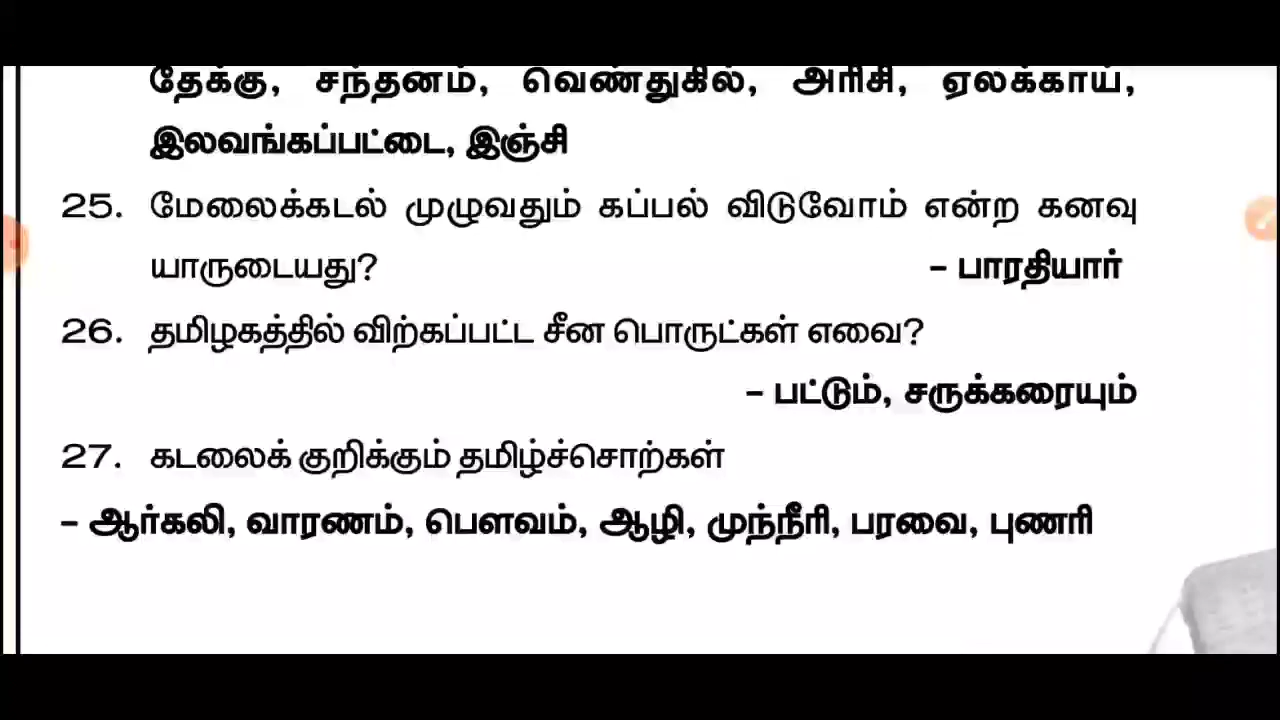 தேக்கு, சந்தனம், வெண்துகில், அரிசி, ஏலக்காய்,
இலவங்கப்பட்டை, இஞ்சி
25. மேலைக்கடல் முழுவதும் கப்பல் விடுவோம் என்ற கனவு
யாருடையது? – பாரதியார்
26. தமிழகத்தில் விற்கப்பட்ட சீன பொருட்கள் எவை?
– பட்டும், சருக்கரையும்
27. கடலைக் குறிக்கும் தமிழ்ச்சொற்கள்
– ஆர்கலி, வாரணம், பௌவம், ஆழி, முந்நீரி, பரவை, புணரி